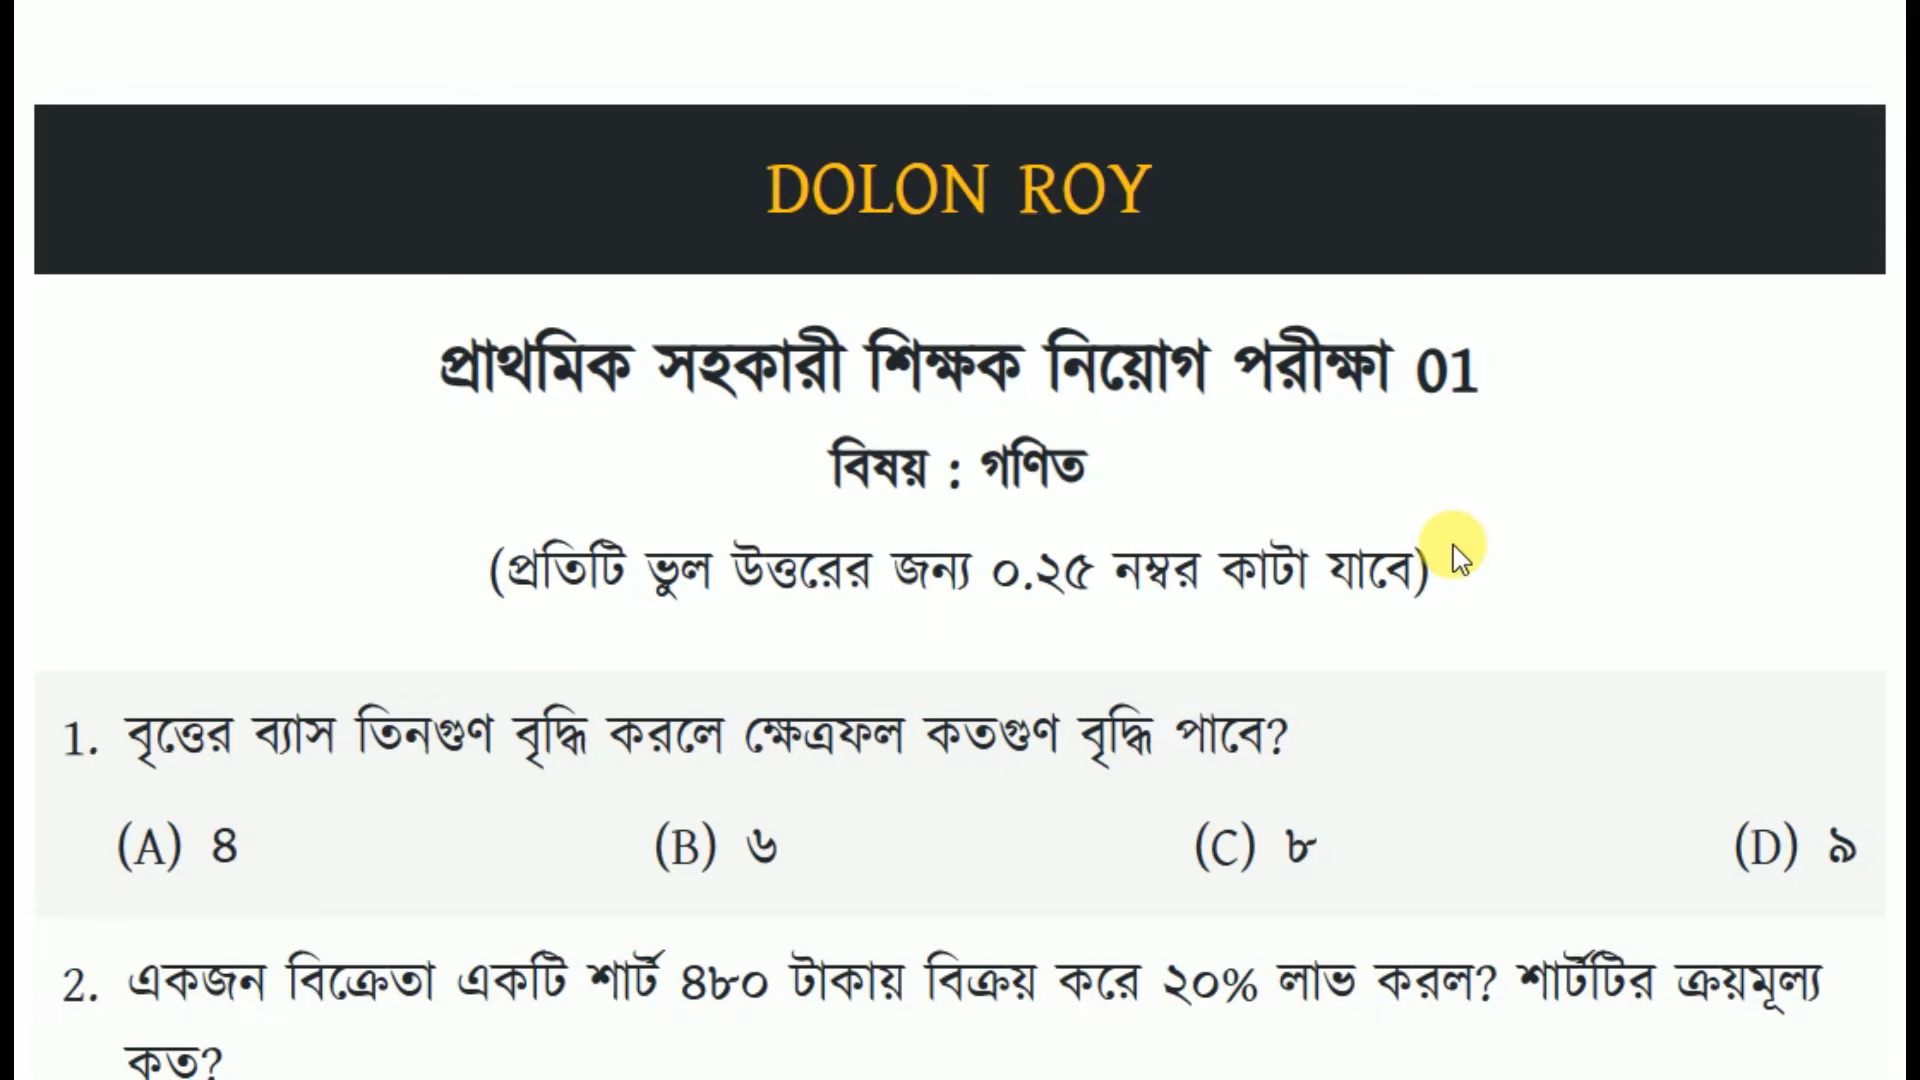 DOLON ROY
প্রাথমিক সহকারী শিক্ষক নিয়োগ পরীক্ষা 01
বিষয় : গণিত
(প্রতিটি ভুল উত্তরের জন্য ০.২৫ নম্বর কাটা যাবে)
1. বৃত্তের ব্যাস তিনগুণ বৃদ্ধি করলে ক্ষেত্রফল কতগুণ বৃদ্ধি পাবে?
(A) ৪ (B) ৬ (C) ৮ (D) ৯
2. একজন বিক্রেতা একটি শার্ট ৪৮০ টাকায় বিক্রয় করে ২০% লাভ করল? শার্টটির ক্রয়মূল্য
কত?